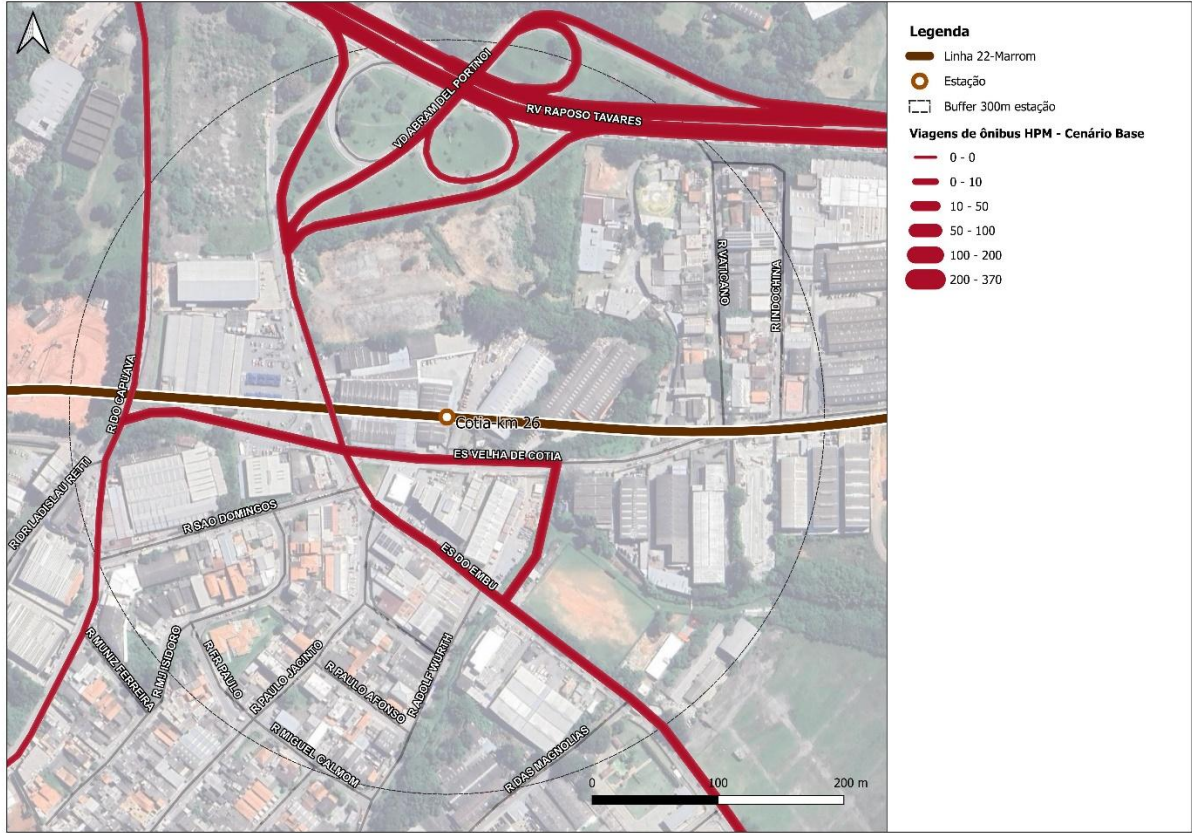 VD ABRAM DEL PORTNOI
RV RAPOSO TAVARES
R VATICANO
R INDOCHINA
R DO CAPUAVA
Cotia-km 26
ES VELHA DE COTIA
R DR LADISLAU RETTI
R SAO DOMINGOS
ES DO EMBU
R MUNIZ FERREIRA
R MJ ISIDORO
R FR PAULO
R PAULO JACINTO
R PAULO AFONSO
R ADOLF WURTH
R MIGUEL CALMOM
R DAS MAGNOLIAS
0 100 200 m
Legenda
Linha 22-Marrom
Estação
Buffer 300m estação
Viagens de ônibus HPM - Cenário Base
0 - 0
0 - 10
10 - 50
50 - 100
100 - 200
200 - 370